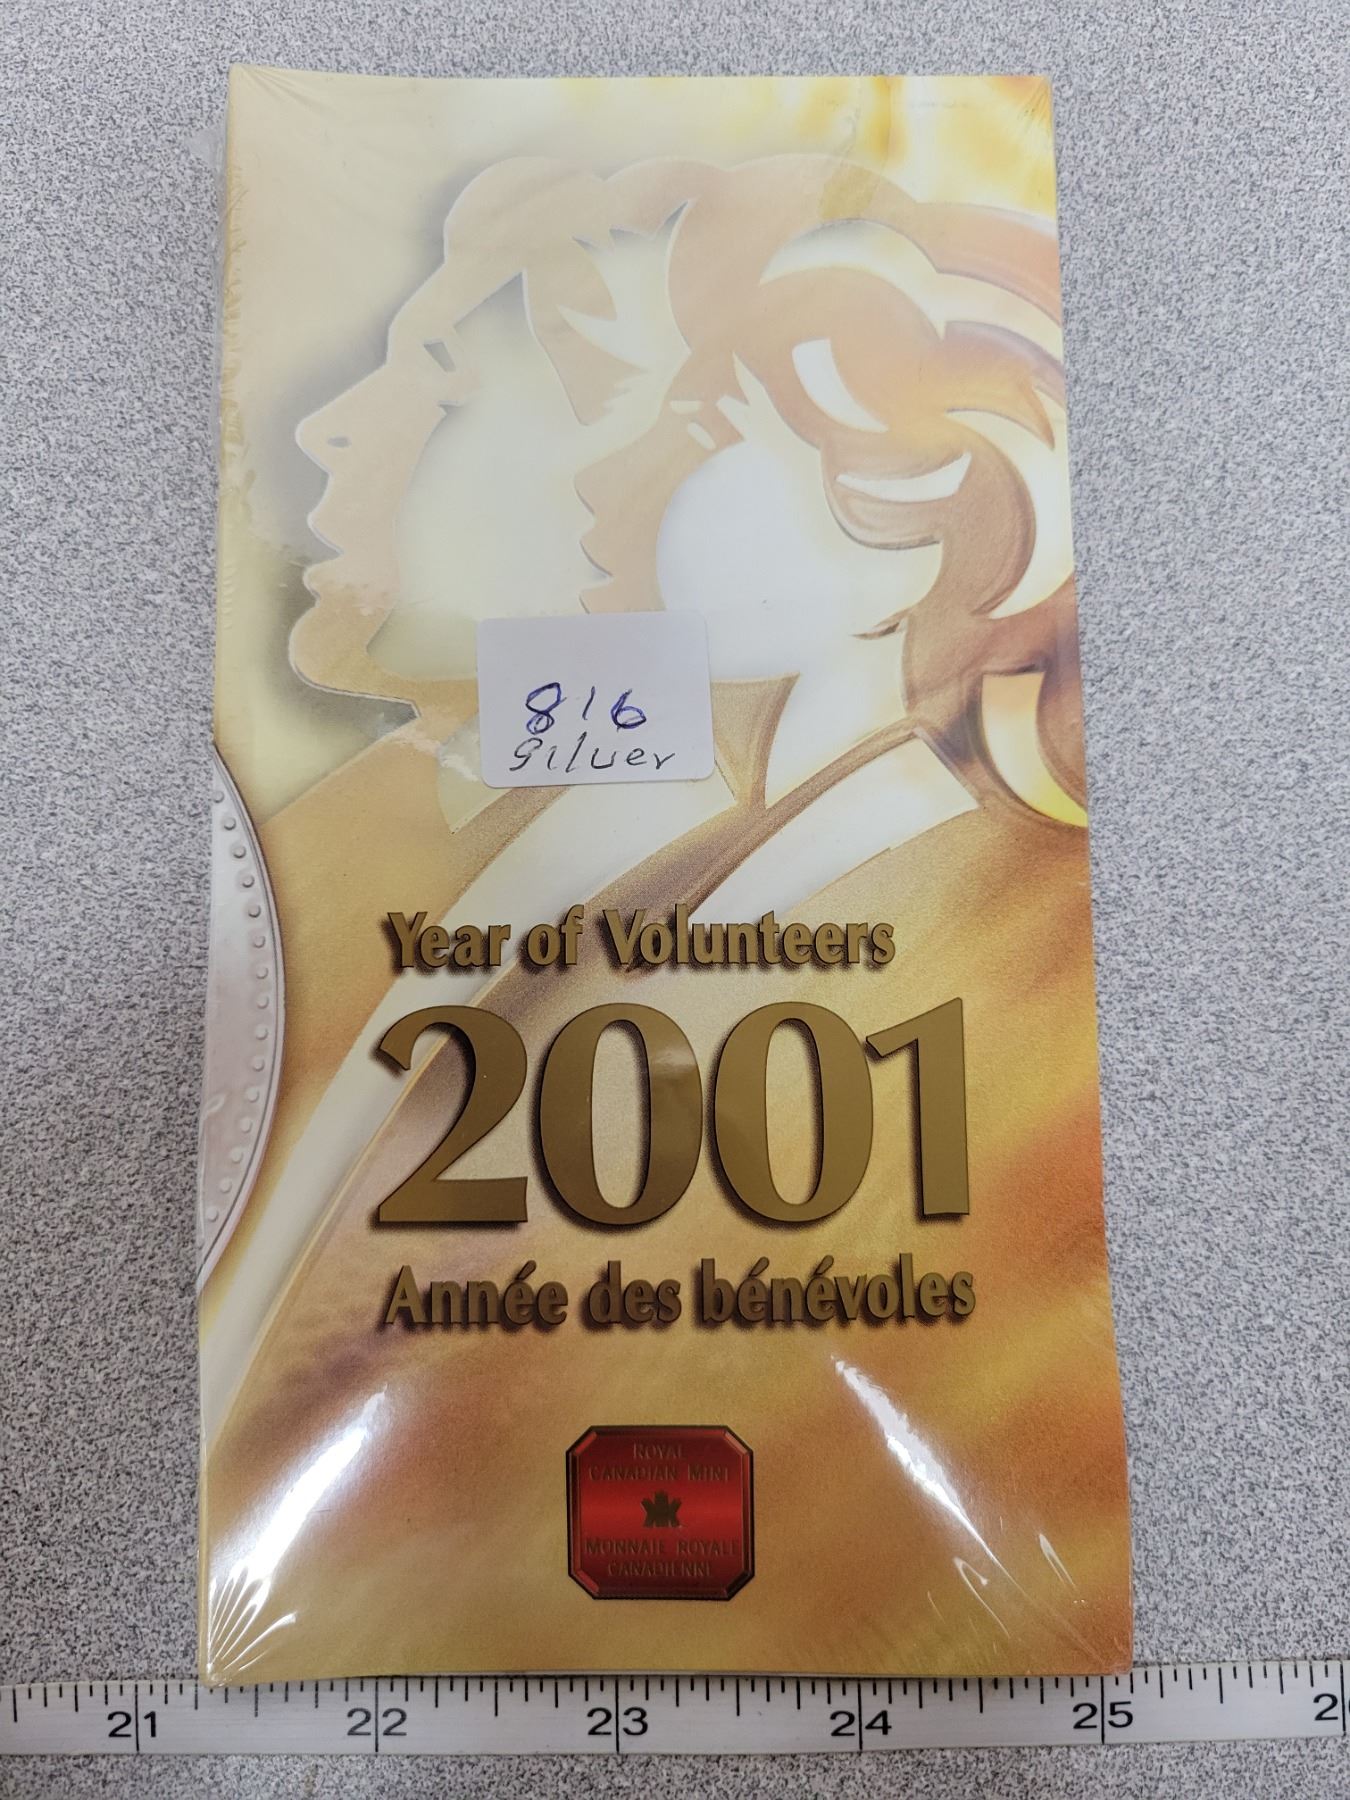 816
Silver
Year of Volunteers
2001
Année des bénévoles
ROYAL
CANADIAN MINT
MONNAIE ROYALE
CANADIENNE
21 22 23 24 25 2